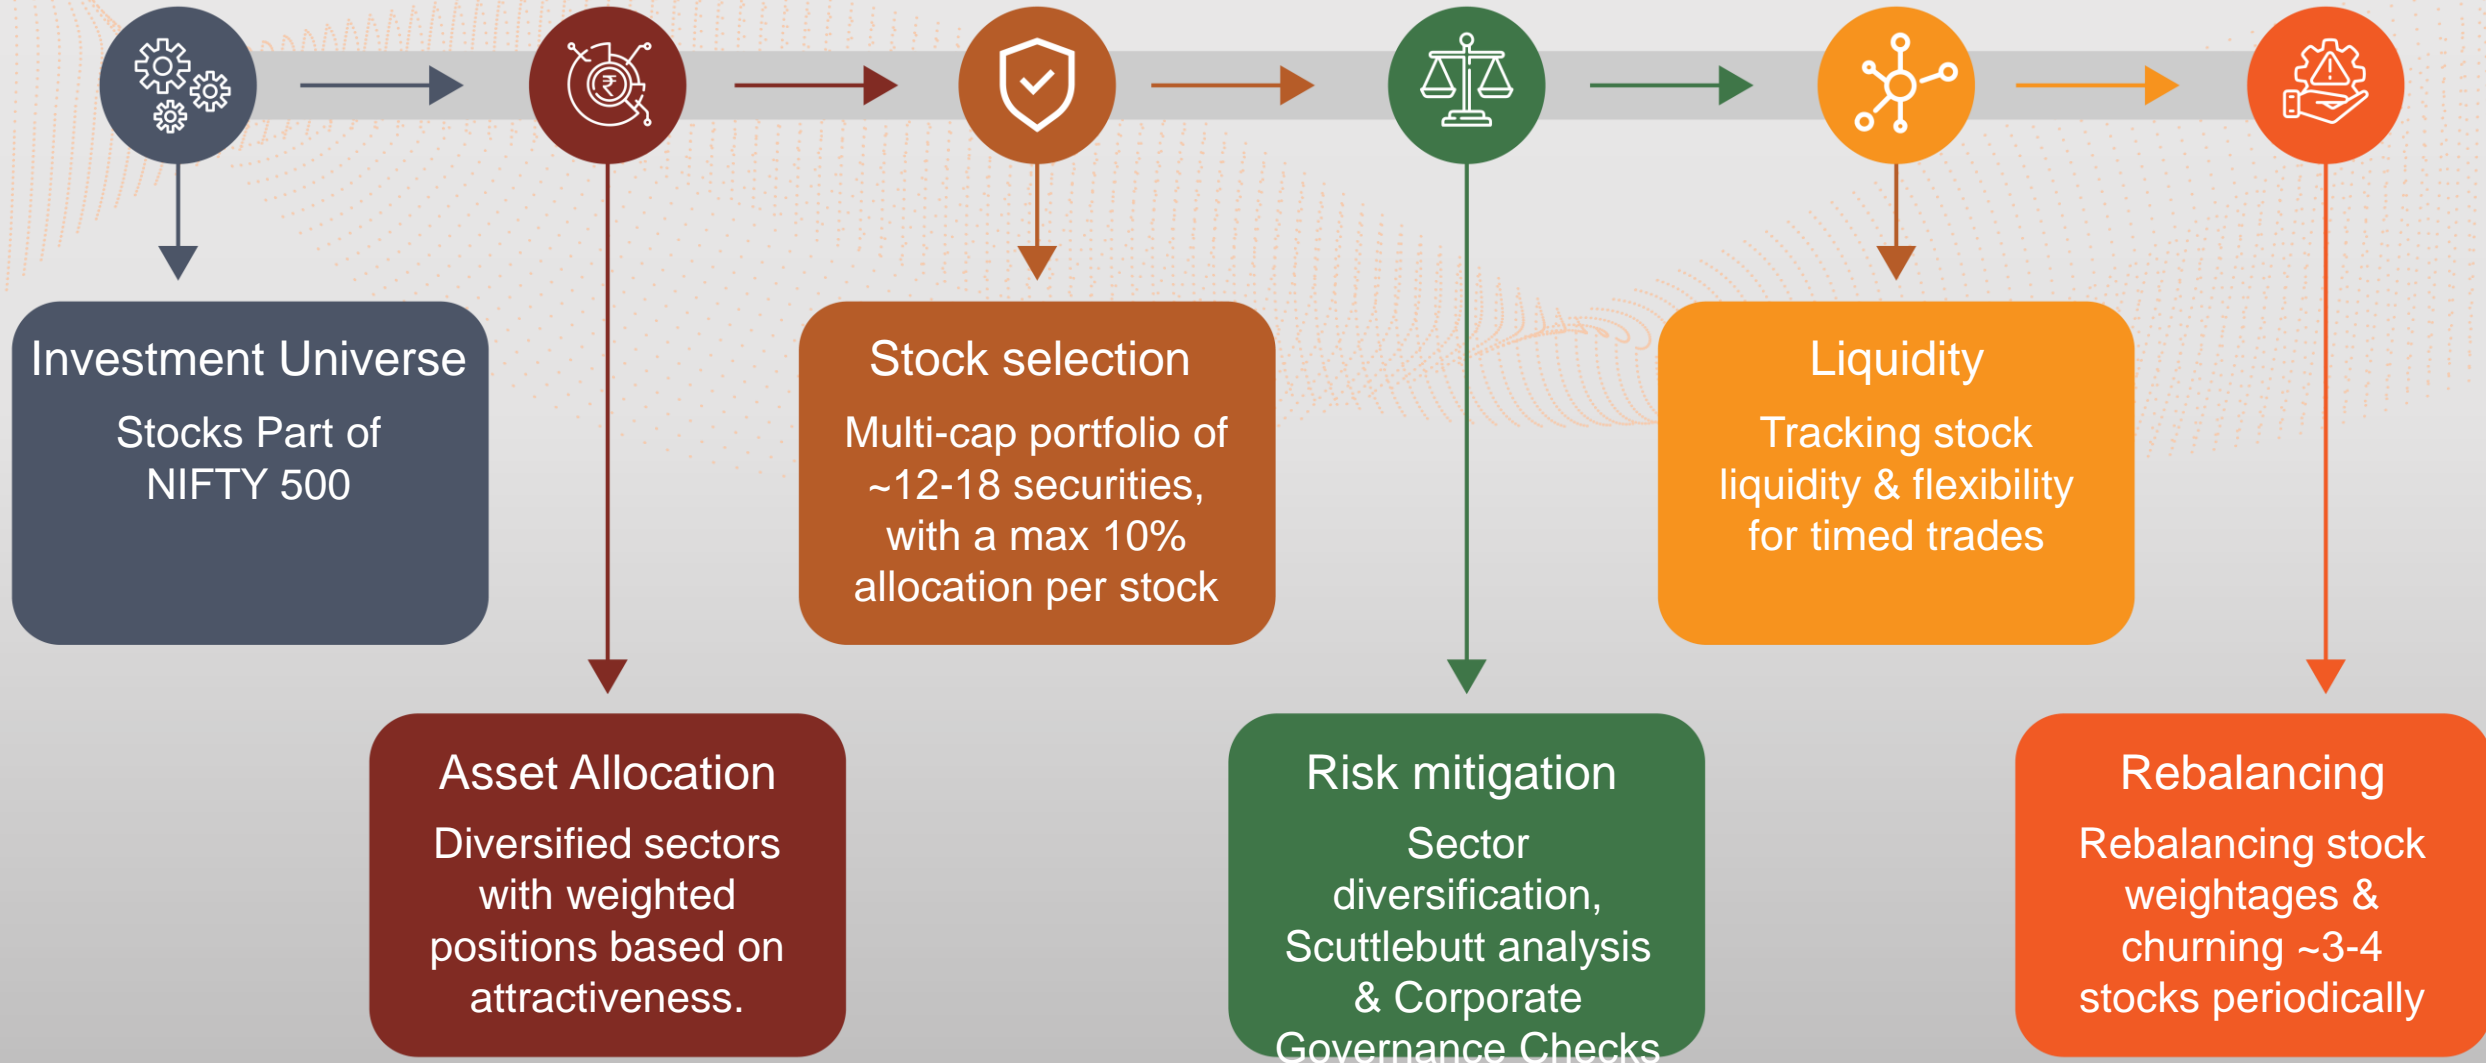 Investment Universe
Stocks Part of
NIFTY 500
Asset Allocation
Diversified sectors
with weighted
positions based on
attractiveness.
Stock selection
Multi-cap portfolio of
~12-18 securities,
with a max 10%
allocation per stock
Risk mitigation
Sector
diversification,
Scuttlebutt analysis
& Corporate
Governance Checks
Liquidity
Tracking stock
liquidity & flexibility
for timed trades
Rebalancing
Rebalancing stock
weightages &
churning ~3-4
stocks periodically
₹